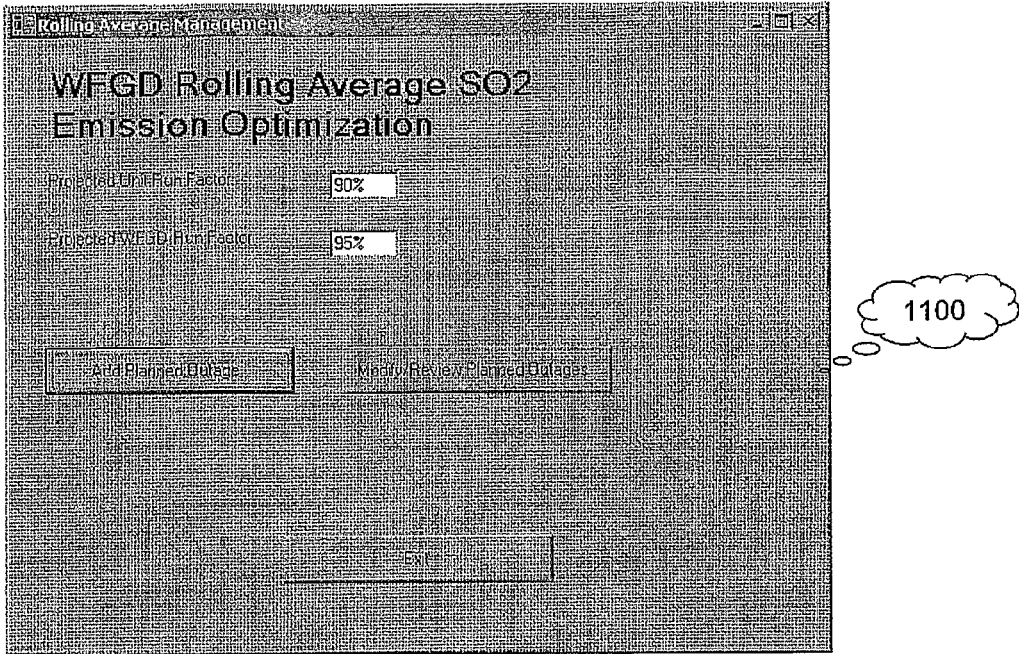 Rolling Average Management
WFGD Rolling Average SO2
Emission Optimization
Projected Unit Run Factor 90%
Projected WFGD Run Factor 95%
1100
Add Planned Outage Modify/Review Planned Outages
Exit